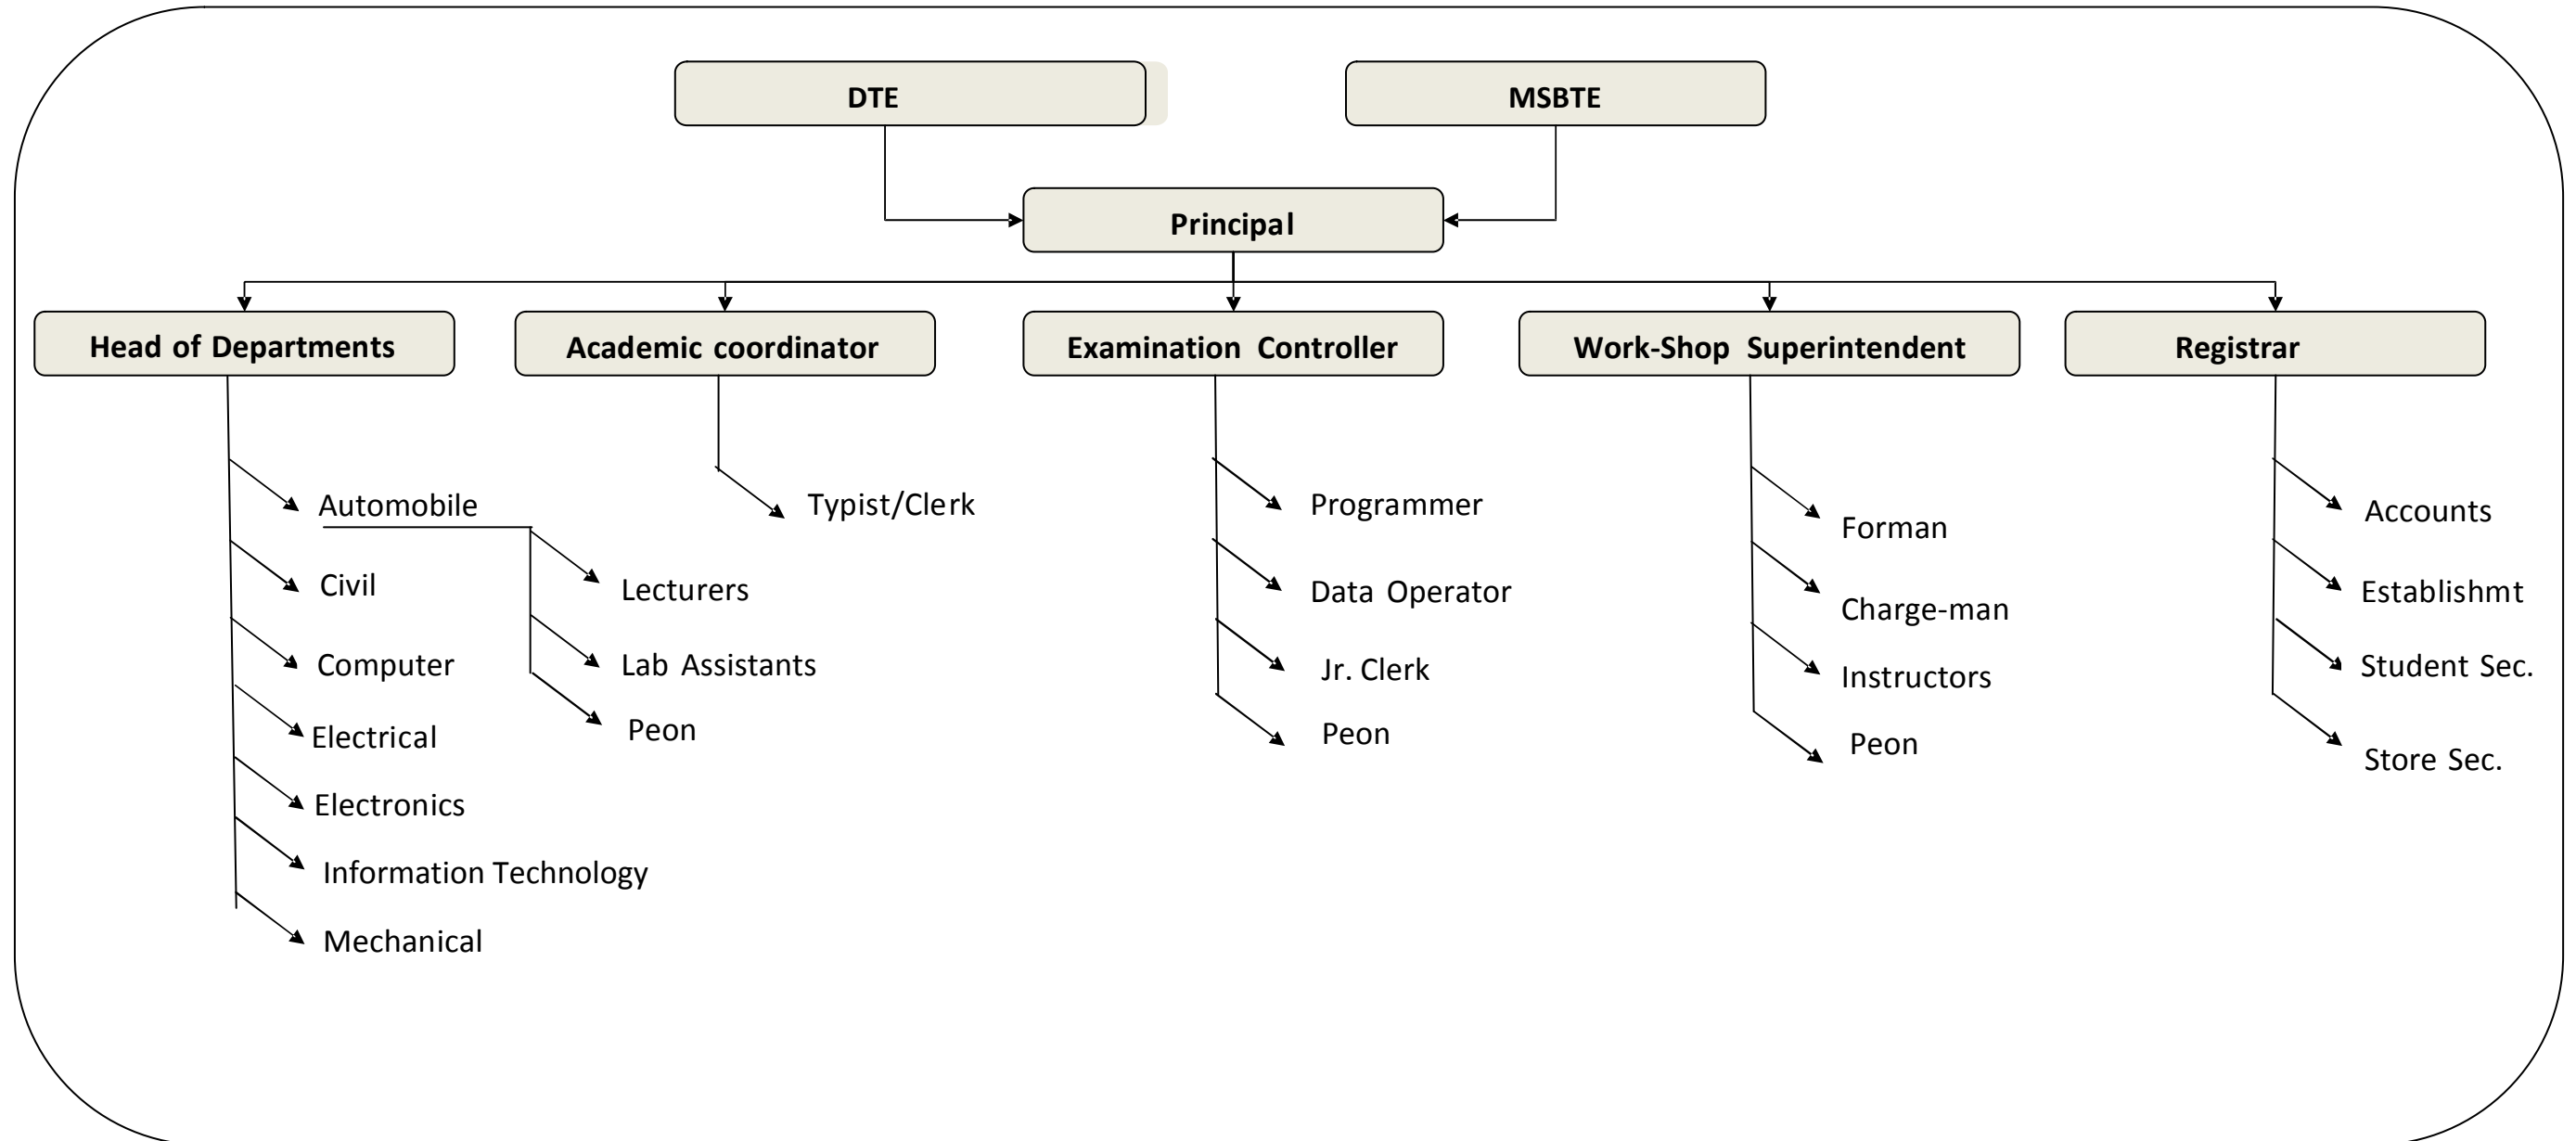 DTE
MSBTE
Principal
Head of Departments
Academic coordinator
Examination Controller
Work-Shop Superintendent
Registrar
Automobile
Civil
Computer
Electrical
Electronics
Information Technology
Mechanical
Lecturers
Lab Assistants
Peon
Typist/Clerk
Programmer
Data Operator
Jr. Clerk
Peon
Forman
Charge-man
Instructors
Peon
Accounts
Establishmt
Student Sec.
Store Sec.